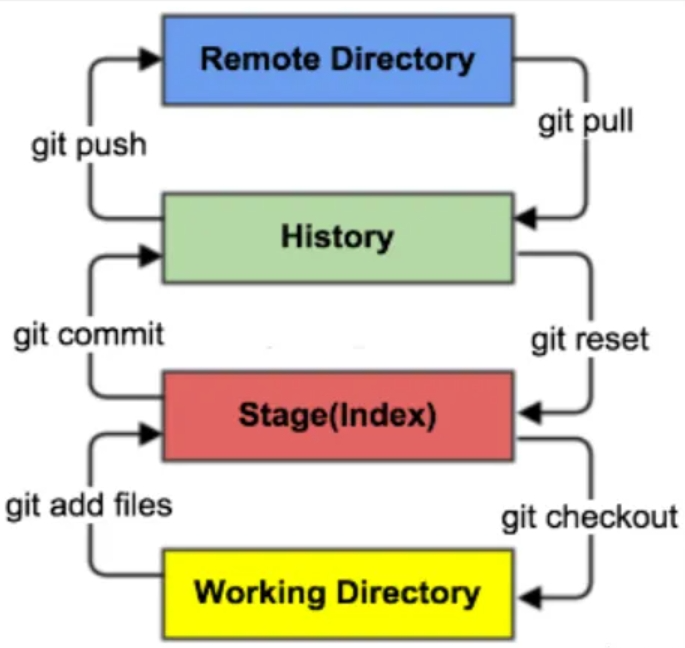 Remote Directory
git push
git pull
History
git commit
git reset
Stage(Index)
git add files
git checkout
Working Directory